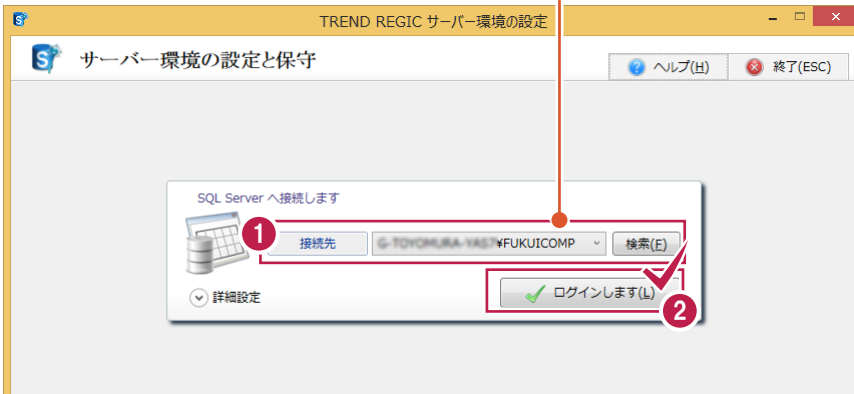 TREND REGIC サーバー環境の設定
サーバー環境の設定と保守
ヘルプ(H)
終了(ESC)
SQL Server へ接続します
1
接続先
¥FUKUICOMP
検索(F)
詳細設定
ログインします(L)
2